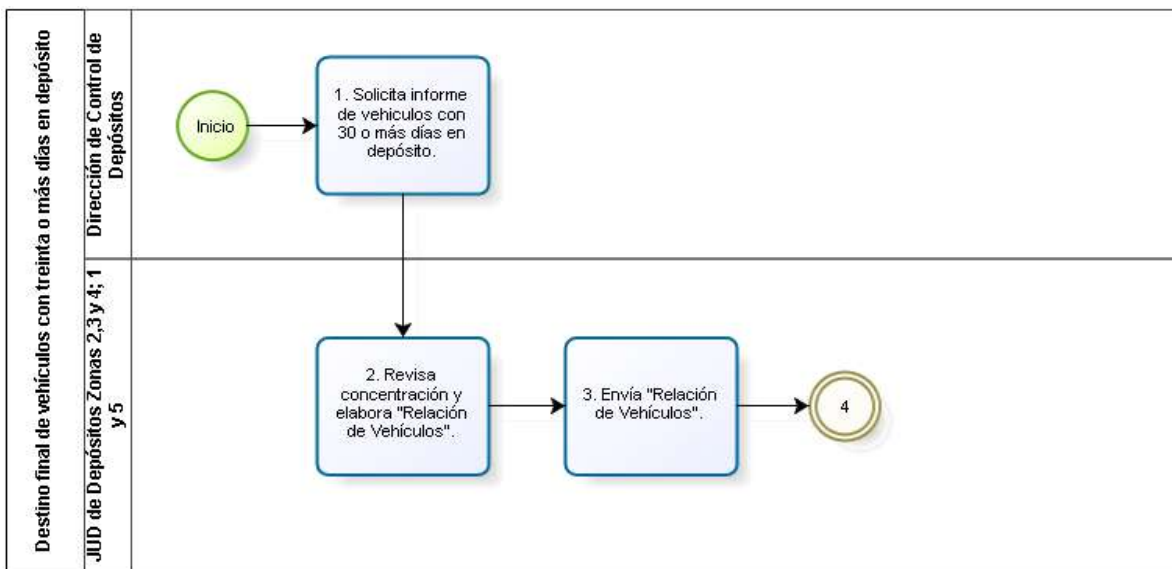 Destino final de vehículos con treinta o más días en depósito
Dirección de Control de
Depósitos
Inicio
1. Solicita informe
de vehiculos con
30 o más días en
depósito.
JUD de Depósitos Zonas 2,3 y 4; 1
y 5
2. Revisa
concentración y
elabora "Relación
de Vehículos".
3. Envía "Relación
de Vehículos".
4